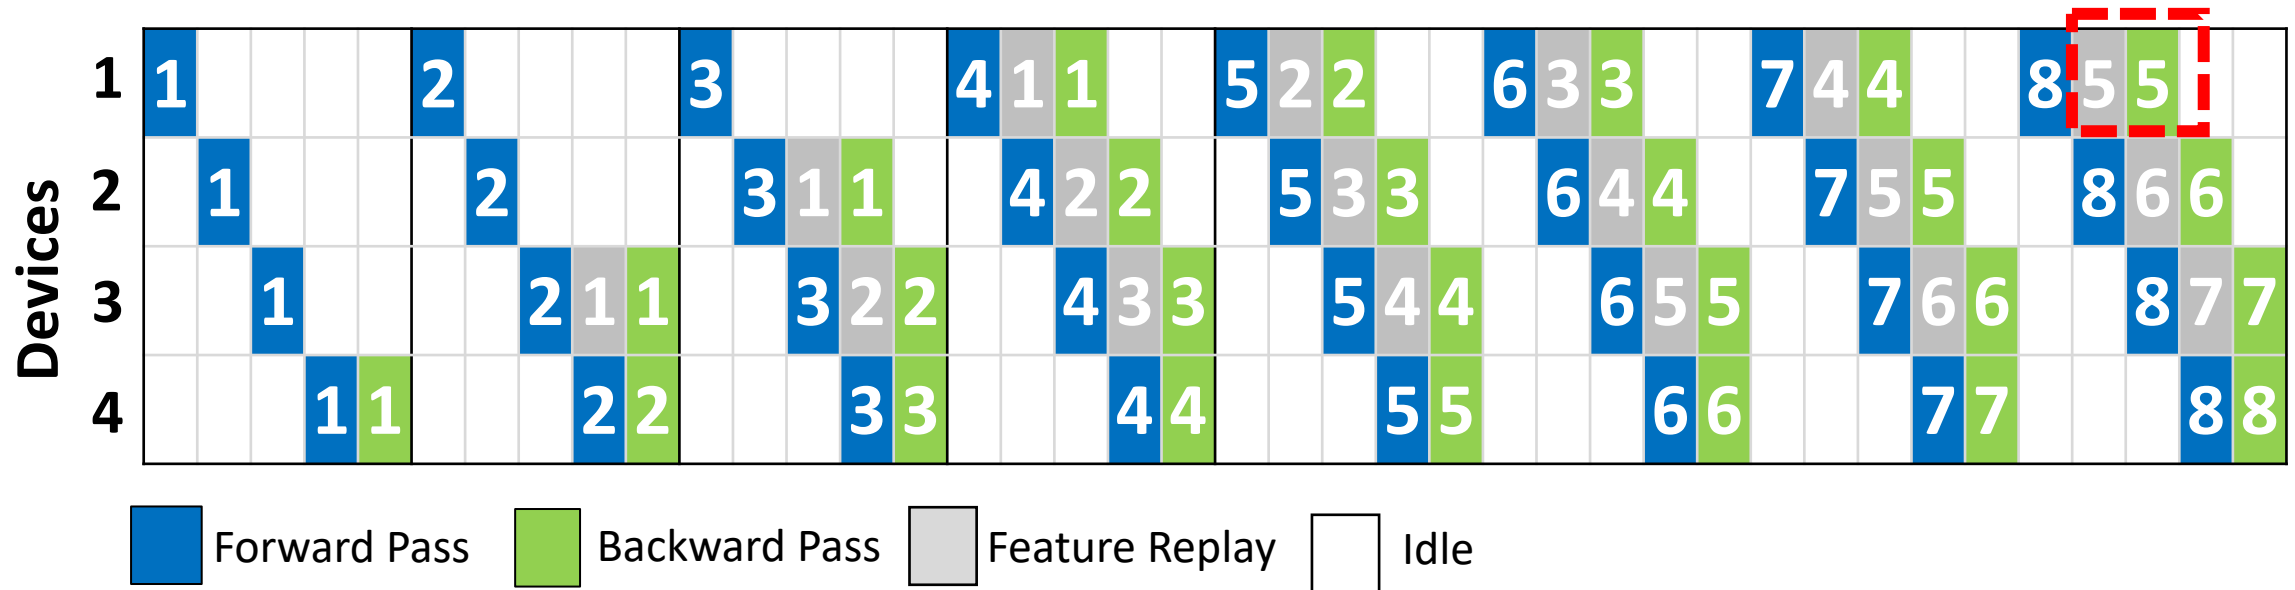 1 1 2 3 4 1 1 5 2 2 6 3 3 7 4 4 8 5 5
Devices
2 1 2 3 1 1 4 2 2 5 3 3 6 4 4 7 5 5 8 6 6
3 1 2 1 1 3 2 2 4 3 3 5 4 4 6 5 5 7 6 6 8 7 7
4 1 1 2 2 3 3 4 4 5 5 6 6 7 7 8 8
Forward Pass Backward Pass Feature Replay Idle